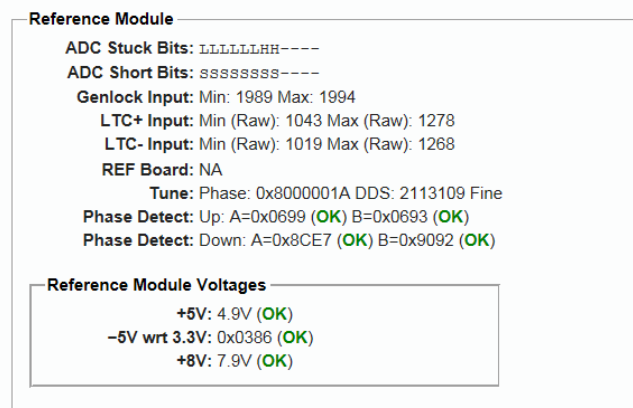 Reference Module
ADC Stuck Bits: LLLLLLHH----
ADC Short Bits: SSSSSSSS----
Genlock Input: Min: 1989 Max: 1994
LTC+ Input: Min (Raw): 1043 Max (Raw): 1278
LTC- Input: Min (Raw): 1019 Max (Raw): 1268
REF Board: NA
Tune: Phase: 0x8000001A DDS: 2113109 Fine
Phase Detect: Up: A=0x0699 (OK) B=0x0693 (OK)
Phase Detect: Down: A=0x8CE7 (OK) B=0x9092 (OK)
Reference Module Voltages
+5V: 4.9V (OK)
−5V wrt 3.3V: 0x0386 (OK)
+8V: 7.9V (OK)